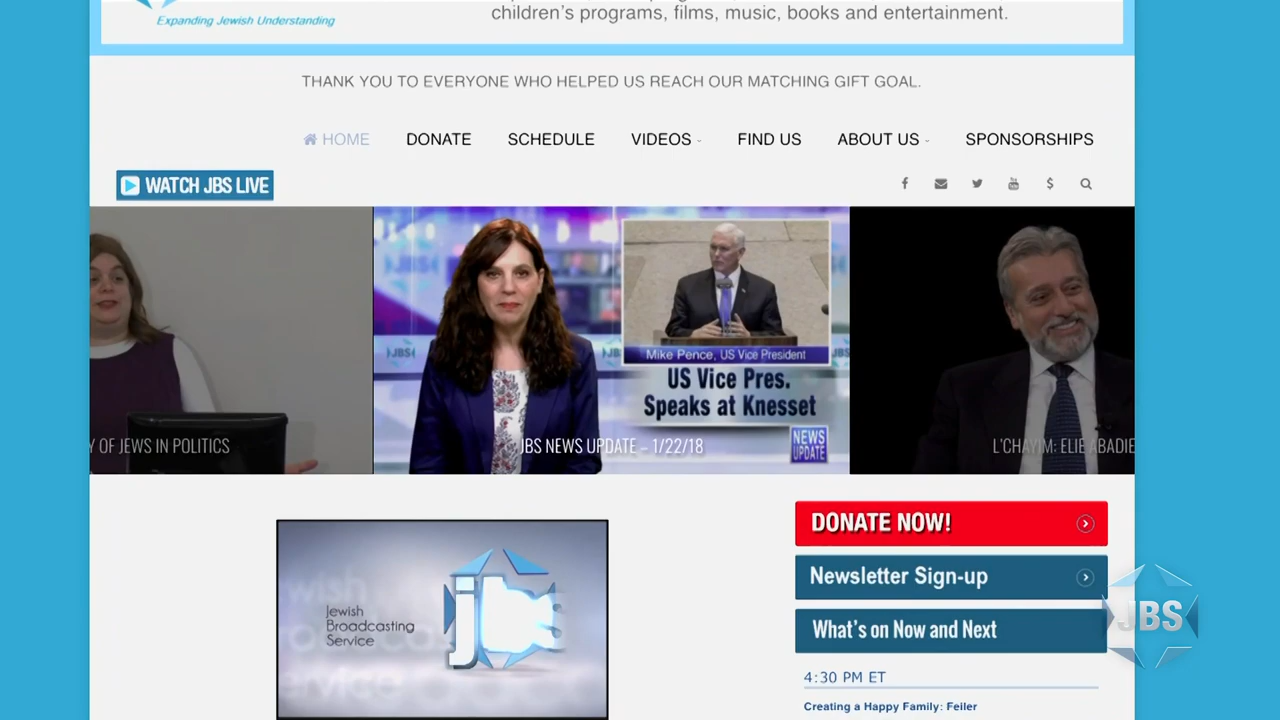 Expanding Jewish Understanding
children's programs, films, music, books and entertainment.
THANK YOU TO EVERYONE WHO HELPED US REACH OUR MATCHING GIFT GOAL.
HOME DONATE SCHEDULE VIDEOS FIND US ABOUT US SPONSORSHIPS
WATCH JBS LIVE
JBS
JBS
Mike Pence, US Vice President
US Vice Pres.
Speaks at Knesset
NEWS
UPDATE
Y OF JEWS IN POLITICS
JBS NEWS UPDATE – 1/22/18
L'CHAYIM: ELIE ABADIE
DONATE NOW!
Newsletter Sign-up
What's on Now and Next
4:30 PM ET
Creating a Happy Family: Feiler
Jewish
Broadcasting
Service
jbs
JBS